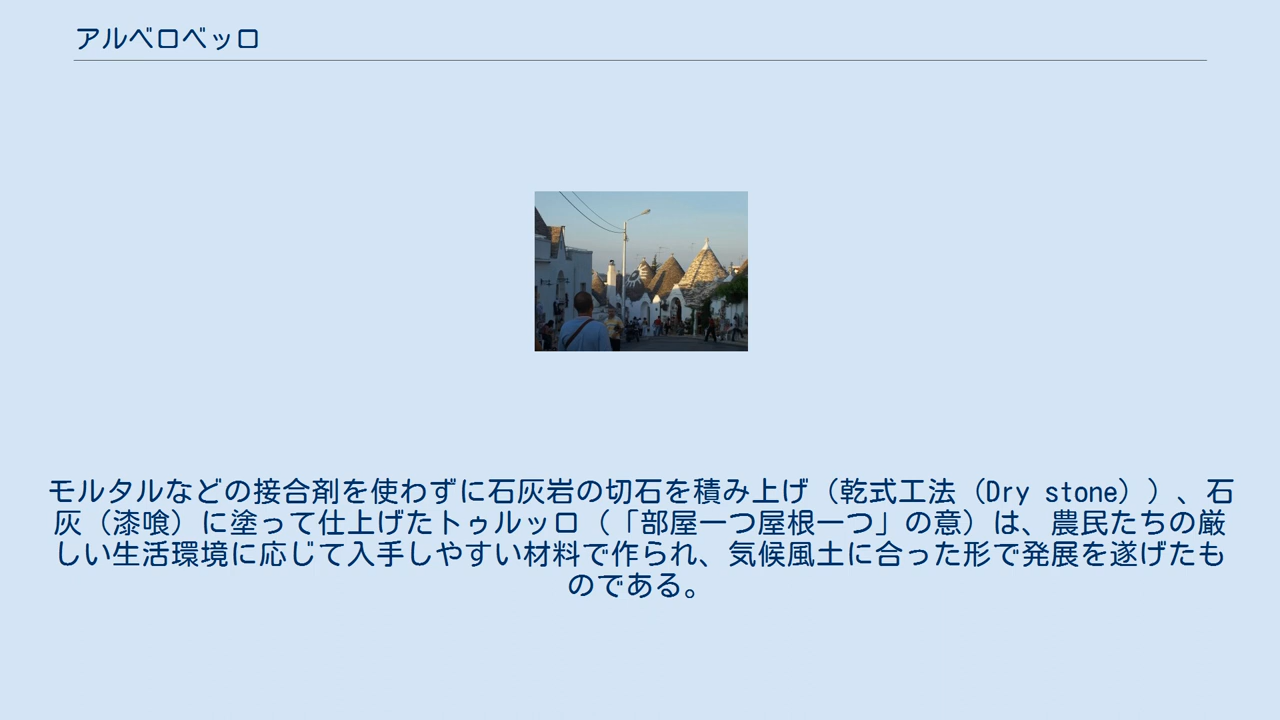 アルベロベッロ
モルタルなどの接合剤を使わずに石灰岩の切石を積み上げ（乾式工法（Dry stone））、石
灰（漆喰）に塗って仕上げたトゥルッロ（「部屋一つ屋根一つ」の意）は、農民たちの厳
しい生活環境に応じて入手しやすい材料で作られ、気候風土に合った形で発展を遂げたも
のである。